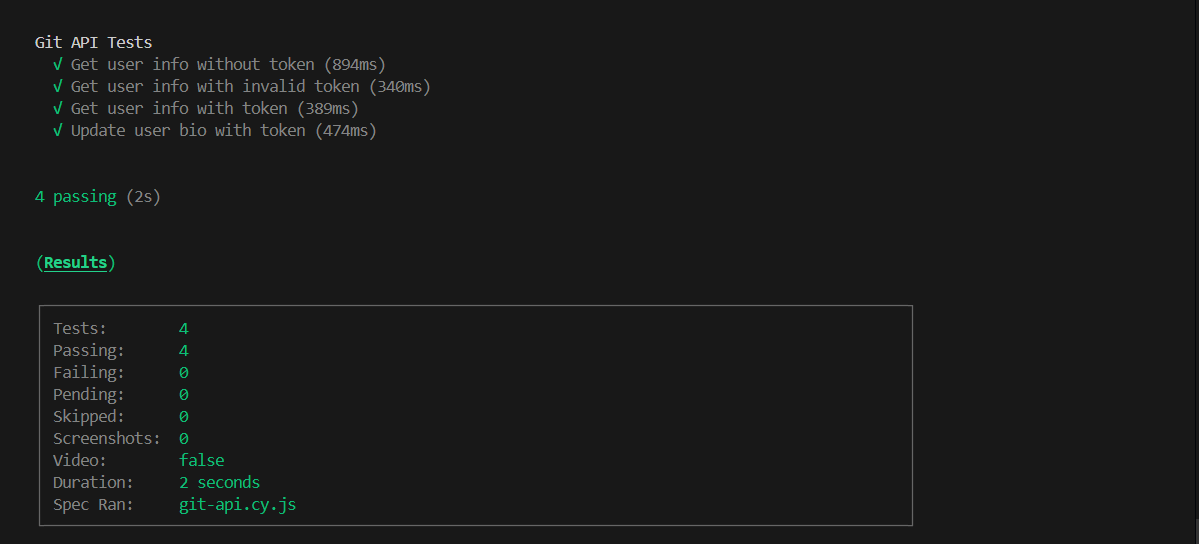 Git API Tests
√ Get user info without token (894ms)
√ Get user info with invalid token (340ms)
√ Get user info with token (389ms)
√ Update user bio with token (474ms)
4 passing (2s)
(Results)
Tests: 4
Passing: 4
Failing: 0
Pending: 0
Skipped: 0
Screenshots: 0
Video: false
Duration: 2 seconds
Spec Ran: git-api.cy.js